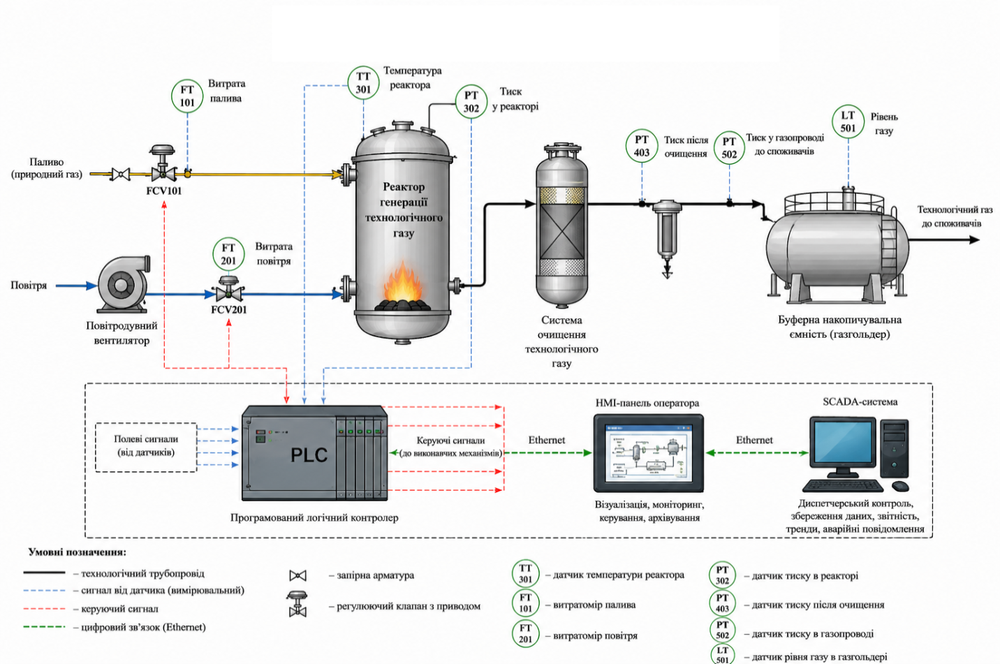 TT
301
Температура
реактора
FT
101
Витрата
палива
PT
302
Тиск
у реакторі
LT
501
Рівень
газу
PT
403
Тиск після
очищення
PT
502
Тиск у газопроводі
до споживачів
Паливо
(природний газ)
FCV101
Реактор
генерації
технологічного
газу
Технологічний газ
до споживачів
FT
201
Витрата
повітря
Повітря
FCV201
Повітродувний
вентилятор
Система
очищення
технологічного
газу
Буферна накопичувальна
ємність (газгольдер)
HMI-панель оператора
SCADA-система
Полеві сигнали
(від датчиків)
PLC
Керуючі сигнали
(до виконавчих механізмів)
Ethernet
Ethernet
Програмований логічний контролер
Візуалізація, моніторинг,
керування, архівування
Диспетчерський контроль,
збереження даних, звітність,
тренди, аварійні повідомлення
Умовні позначення:
– технологічний трубопровід
– сигнал від датчика (вимірювальний)
– керуючий сигнал
– цифровий зв’язок (Ethernet)
– запірна арматура
– регулюючий клапан з приводом
TT
301
– датчик температури реактора
FT
101
– витратомір палива
FT
201
– витратомір повітря
PT
302
– датчик тиску в реакторі
PT
403
– датчик тиску після очищення
PT
502
– датчик тиску в газопроводі
LT
501
– датчик рівня газу в газгольдері